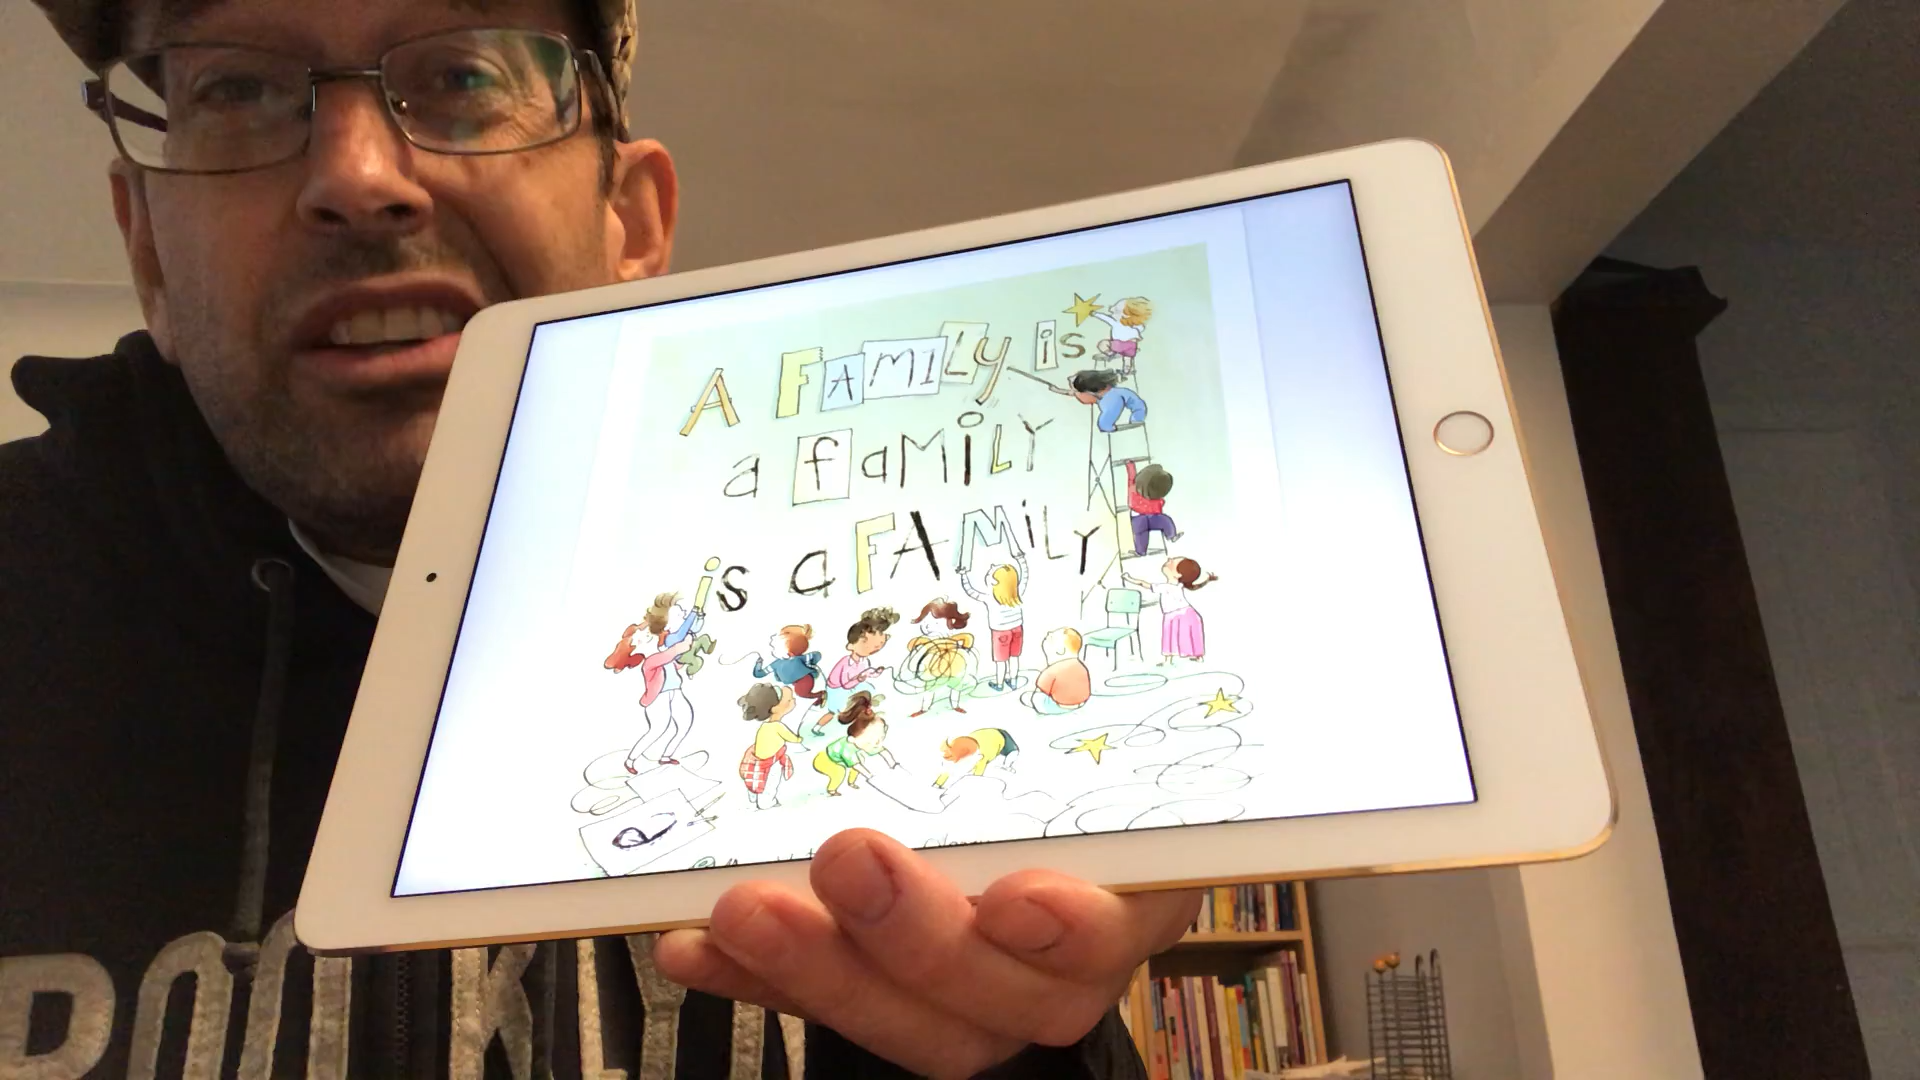 A FAMILY is
a faMiLY
is a FAMiLY
R
BROOKLYN